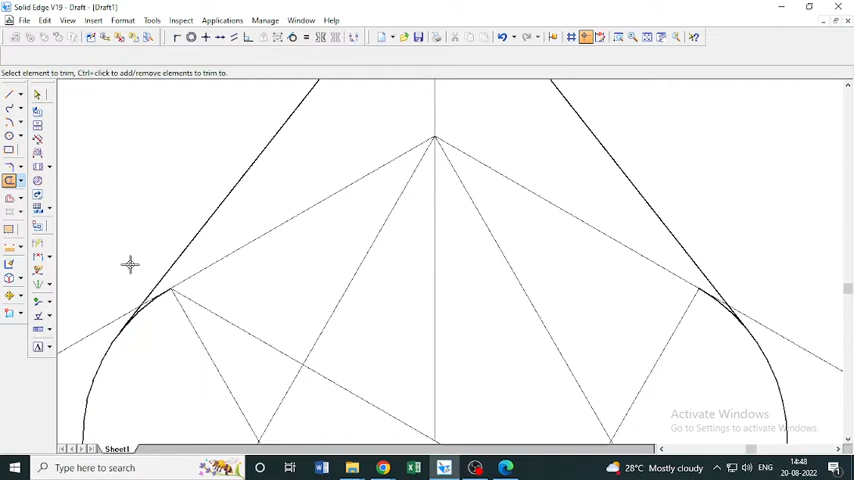 Solid Edge V19 - Draft - [Draft1]
File Edit View Insert Format Tools Inspect Applications Manage Window Help
Select element to trim, Ctrl+click to add/remove elements to trim to.
A
Activate Windows
Go to Settings to activate Windows.
Sheet1
Type here to search
28°C Mostly cloudy ENG 14:48
20-08-2022